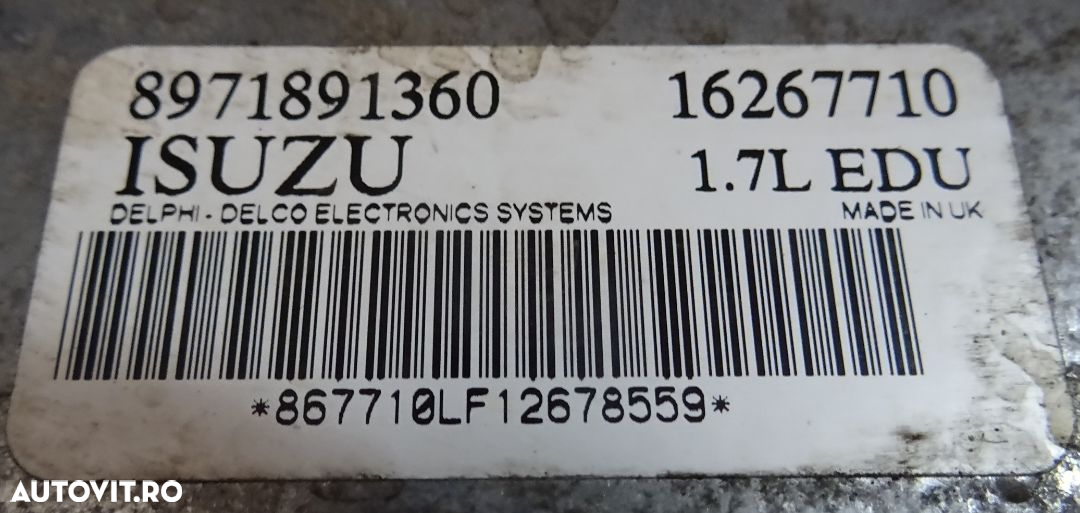 8971891360 16267710
ISUZU 1.7L EDU
DELPHI - DELCO ELECTRONICS SYSTEMS MADE IN UK
*867710LF12678559*
AUTOVIT.RO